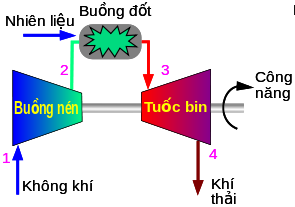 Buồng đốt
Nhiên liệu
2
3
Công
năng
Buồng nén
Tuốc bin
1
4
Không khí
Khí
thải